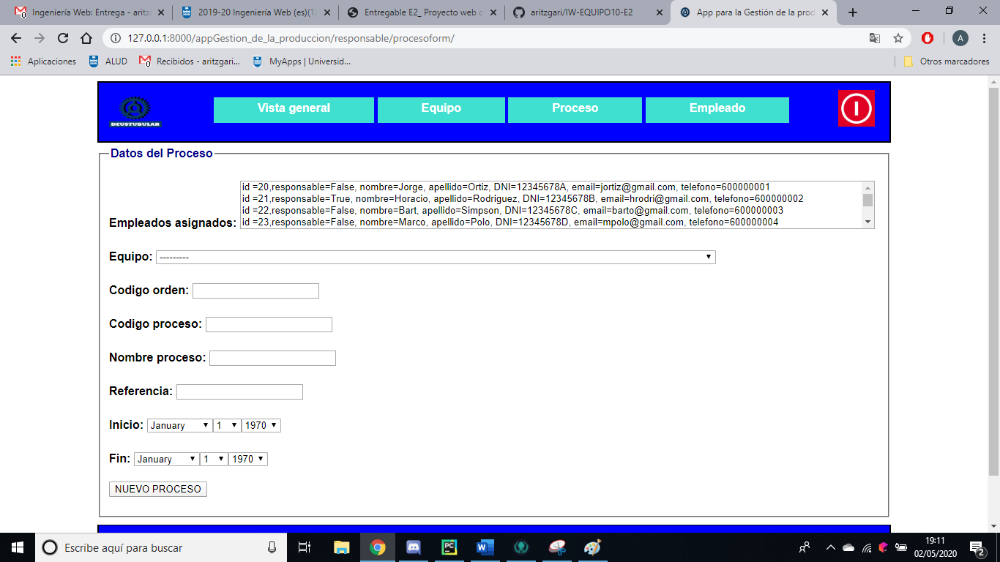 Ingeniería Web: Entrega - aritz
2019-20 Ingeniería Web (es)(1)
Entregable E2_ Proyecto web c
aritzgari/IW-EQUIPO10-E2
App para la Gestión de la prod
127.0.0.1:8000/appGestion_de_la_produccion/responsable/procesoform/
A
Aplicaciones
ALUD
Recibidos - aritzgari...
MyApps | Universid...
Otros marcadores
DEUSTUBULAR
Vista general
Equipo
Proceso
Empleado
Datos del Proceso
id =20,responsable=False, nombre=Jorge, apellido=Ortiz, DNI=12345678A, email=jortiz@gmail.com, telefono=600000001
id =21,responsable=True, nombre=Horacio, apellido=Rodriguez, DNI=12345678B, email=hrodri@gmail.com, telefono=600000002
id =22,responsable=False, nombre=Bart, apellido=Simpson, DNI=12345678C, email=barto@gmail.com, telefono=600000003
id =23,responsable=False, nombre=Marco, apellido=Polo, DNI=12345678D, email=mpolo@gmail.com, telefono=600000004
Empleados asignados:
Equipo: ---------
Codigo orden:
Codigo proceso:
Nombre proceso:
Referencia:
Inicio: January 1 1970
Fin: January 1 1970
NUEVO PROCESO
Escribe aquí para buscar
19:11
02/05/2020
2